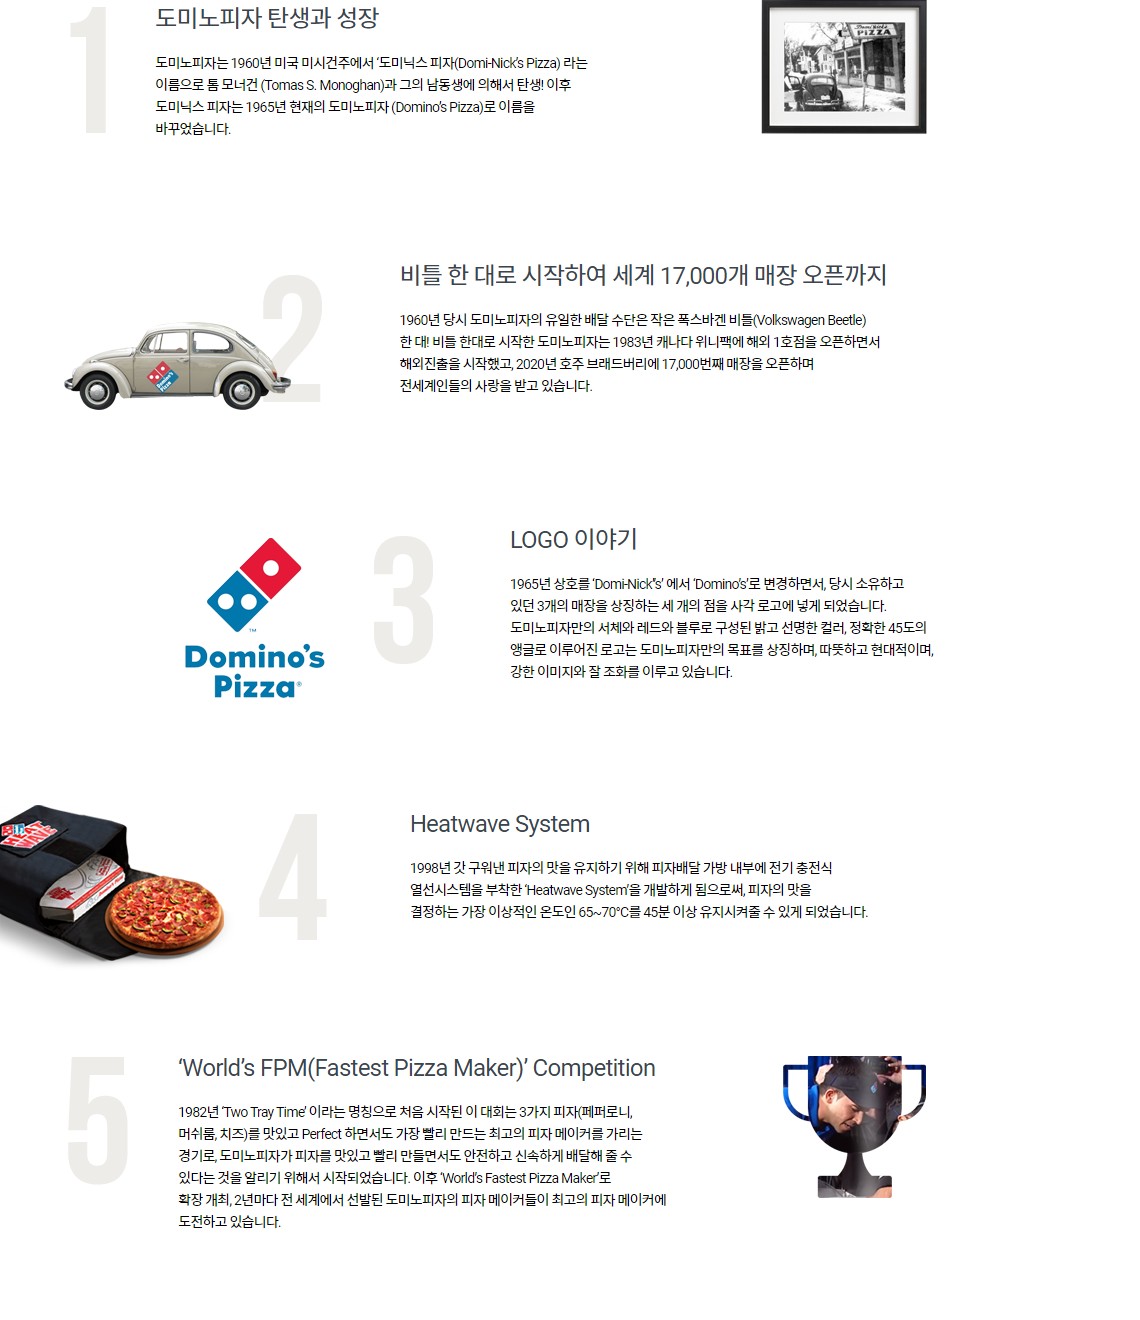 1
도미노피자 탄생과 성장
도미노피자는 1960년 미국 미시건주에서 ‘도미닉스 피자(Domi-Nick’s Pizza) 라는
이름으로 톰 모너건 (Tomas S. Monoghan)과 그의 남동생에 의해서 탄생! 이후
도미닉스 피자는 1965년 현재의 도미노피자 (Domino’s Pizza)로 이름을
바꾸었습니다.
PIZZA
2
비틀 한 대로 시작하여 세계 17,000개 매장 오픈까지
1960년 당시 도미노피자의 유일한 배달 수단은 작은 폭스바겐 비틀(Volkswagen Beetle)
한 대! 비틀 한대로 시작한 도미노피자는 1983년 캐나다 위니팩에 해외 1호점을 오픈하면서
해외진출을 시작했고, 2020년 호주 브래드버리에 17,000번째 매장을 오픈하며
전세계인들의 사랑을 받고 있습니다.
Domino's
Pizza
3
LOGO 이야기
1965년 상호를 ‘Domi-Nick’'s’ 에서 ‘Domino’s’로 변경하면서, 당시 소유하고
있던 3개의 매장을 상징하는 세 개의 점을 사각 로고에 넣게 되었습니다.
도미노피자만의 서체와 레드와 블루로 구성된 밝고 선명한 컬러, 정확한 45도의
앵글로 이루어진 로고는 도미노피자만의 목표를 상징하며, 따뜻하고 현대적이며,
강한 이미지와 잘 조화를 이루고 있습니다.
TM
Domino’s
Pizza®
HEAT
WAVE
4
Heatwave System
1998년 갓 구워낸 피자의 맛을 유지하기 위해 피자배달 가방 내부에 전기 충전식
열선시스템을 부착한 ‘Heatwave System’을 개발하게 됨으로써, 피자의 맛을
결정하는 가장 이상적인 온도인 65~70°C를 45분 이상 유지시켜줄 수 있게 되었습니다.
5
‘World’s FPM(Fastest Pizza Maker)’ Competition
1982년 ‘Two Tray Time’ 이라는 명칭으로 처음 시작된 이 대회는 3가지 피자(페퍼로니,
머쉬룸, 치즈)를 맛있고 Perfect 하면서도 가장 빨리 만드는 최고의 피자 메이커를 가리는
경기로, 도미노피자가 피자를 맛있고 빨리 만들면서도 안전하고 신속하게 배달해 줄 수
있다는 것을 알리기 위해서 시작되었습니다. 이후 ‘World’s Fastest Pizza Maker’로
확장 개최, 2년마다 전 세계에서 선발된 도미노피자의 피자 메이커들이 최고의 피자 메이커에
도전하고 있습니다.